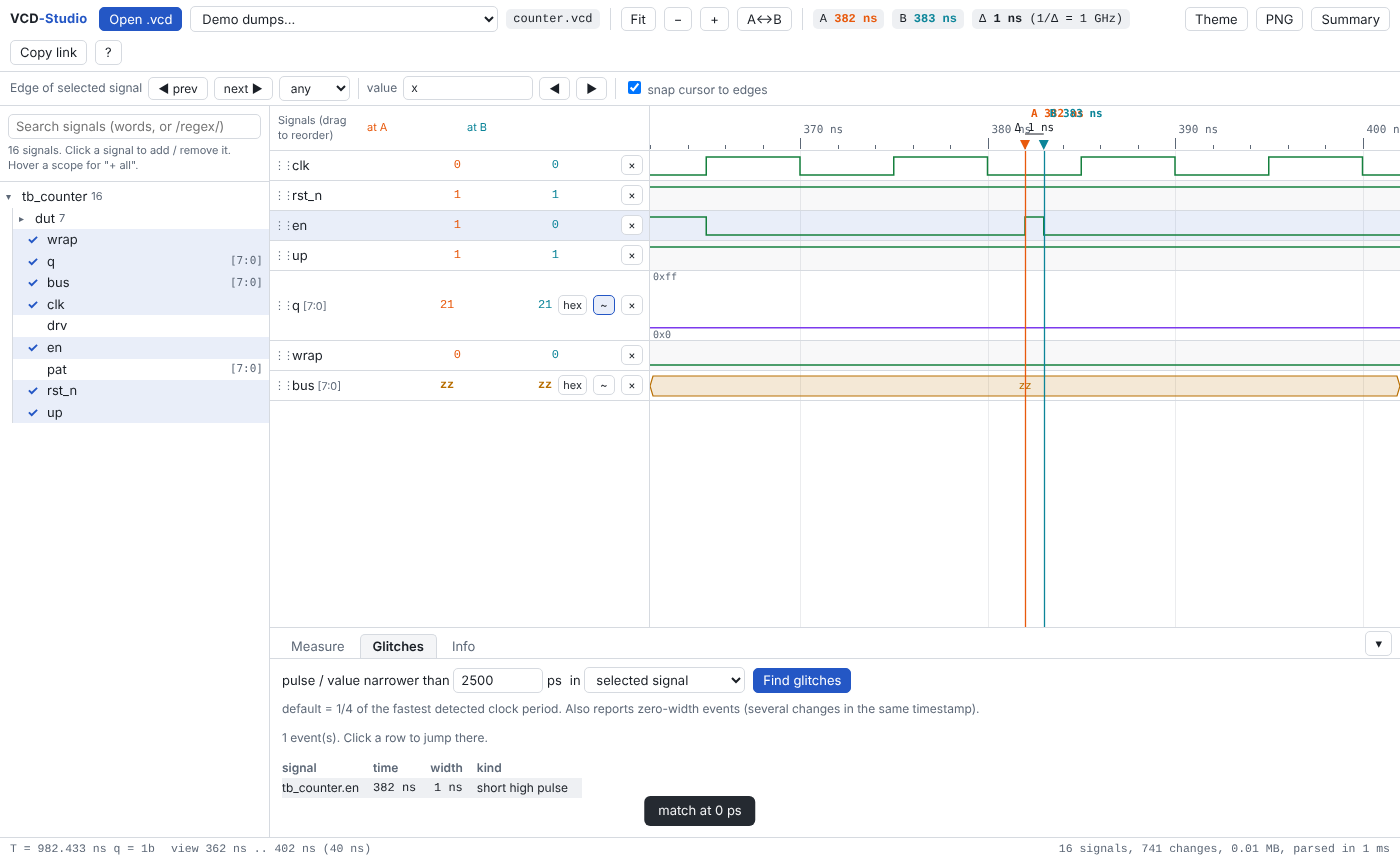 VCD-Studio Open .vcd Demo dumps... counter.vcd Fit − + A↔B A 382 ns B 383 ns Δ 1 ns (1/Δ = 1 GHz) Theme PNG Summary
Copy link ?
Edge of selected signal ◀ prev next ▶ any value x ◀ ▶ snap cursor to edges
Search signals (words, or /regex/)
16 signals. Click a signal to add / remove it.
Hover a scope for "+ all".
tb_counter 16
dut 7
wrap
q [7:0]
bus [7:0]
clk
drv
en
pat [7:0]
rst_n
up
Signals (drag
to reorder)
at A at B
A 382 ns B 383 ns
Δ 1 ns
370 ns 380 ns 390 ns 400 n
clk 0 0 ×
rst_n 1 1 ×
en 1 0 ×
up 1 1 ×
q [7:0] 21 21 hex ~ ×
0xff
0x0
wrap 0 0 ×
bus [7:0] zz zz hex ~ ×
zz
Measure Glitches Info ▼
pulse / value narrower than 2500 ps in selected signal Find glitches
default = 1/4 of the fastest detected clock period. Also reports zero-width events (several changes in the same timestamp).
1 event(s). Click a row to jump there.
signal time width kind
tb_counter.en 382 ns 1 ns short high pulse
match at 0 ps
T = 982.433 ns q = 1b view 362 ns .. 402 ns (40 ns) 16 signals, 741 changes, 0.01 MB, parsed in 1 ms